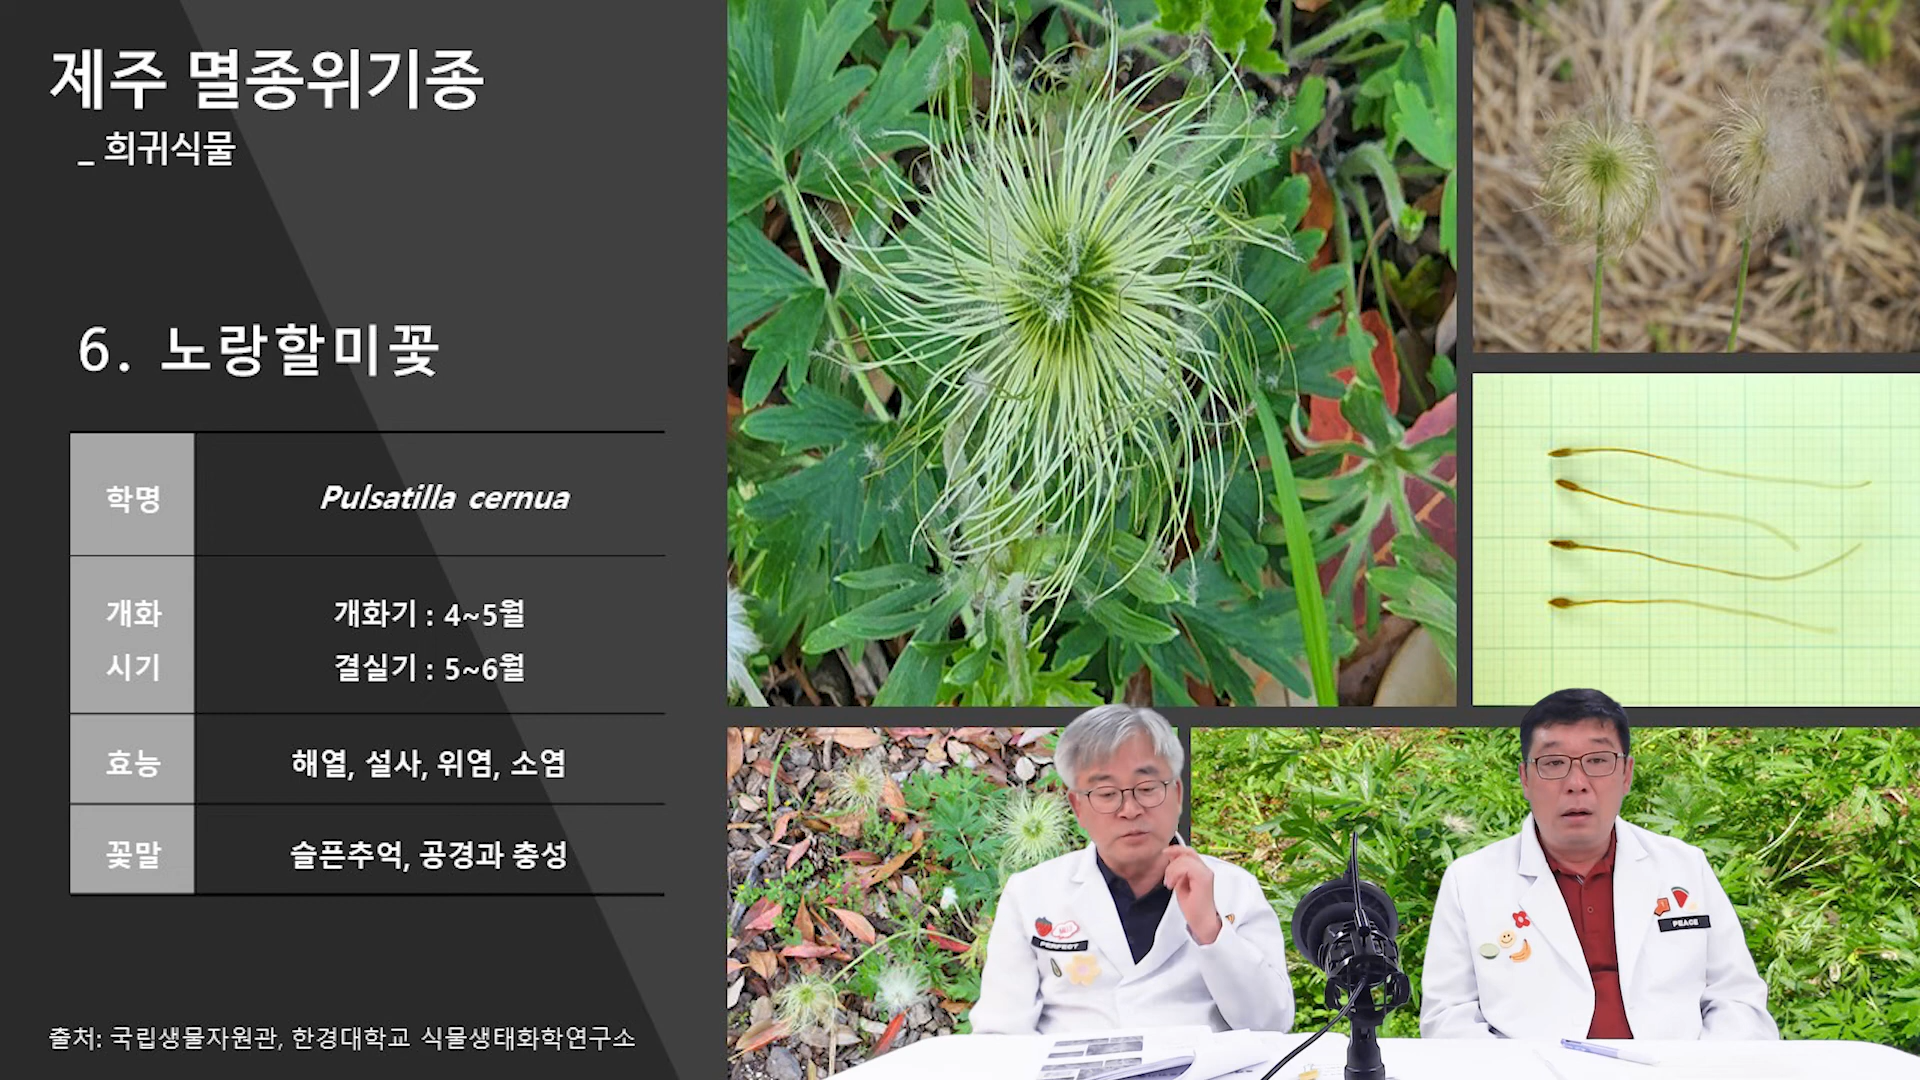 제주 멸종위기종
_ 희귀식물
6. 노랑할미꽃
학명
Pulsatilla cernua
개화
시기
개화기 : 4~5월
결실기 : 5~6월
효능
해열, 설사, 위염, 소염
꽃말
슬픈추억, 공경과 충성
출처: 국립생물자원관, 한경대학교 식물생태화학연구소
PERFECT
PEACE